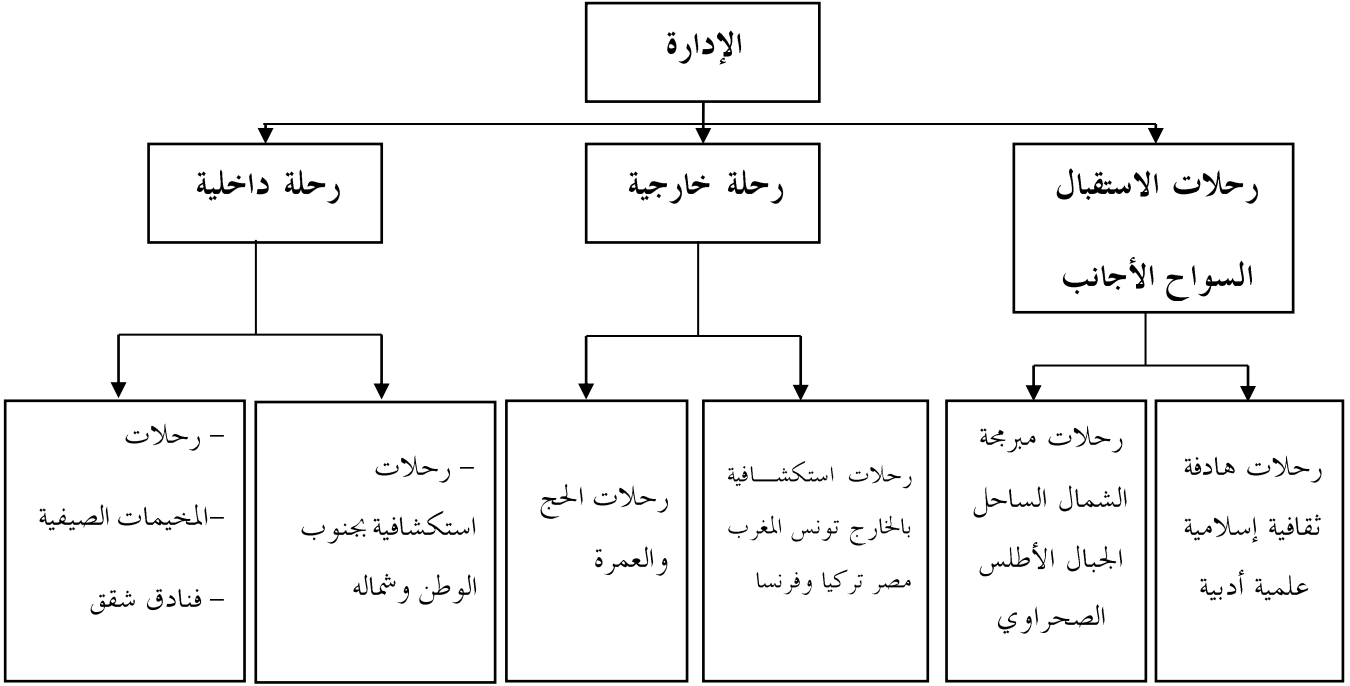 الإدارة
رحلات الاستقبال
السواح الأجانب
رحلة خارجية
رحلة داخلية
رحلات هادفة
ثقافية إسلامية
علمية أدبية
رحلات مبرمجة
الشمال الساحل
الجبال الأطلس
الصحراوي
رحلات استكشـــافية
بالخارج تونس المغرب
مصر تركيا وفرنسا
رحلات الحج
والعمرة
– رحلات
استكشافية بجنوب
الوطن وشماله
– رحلات
–المخيمات الصيفية
– فنادق شقق